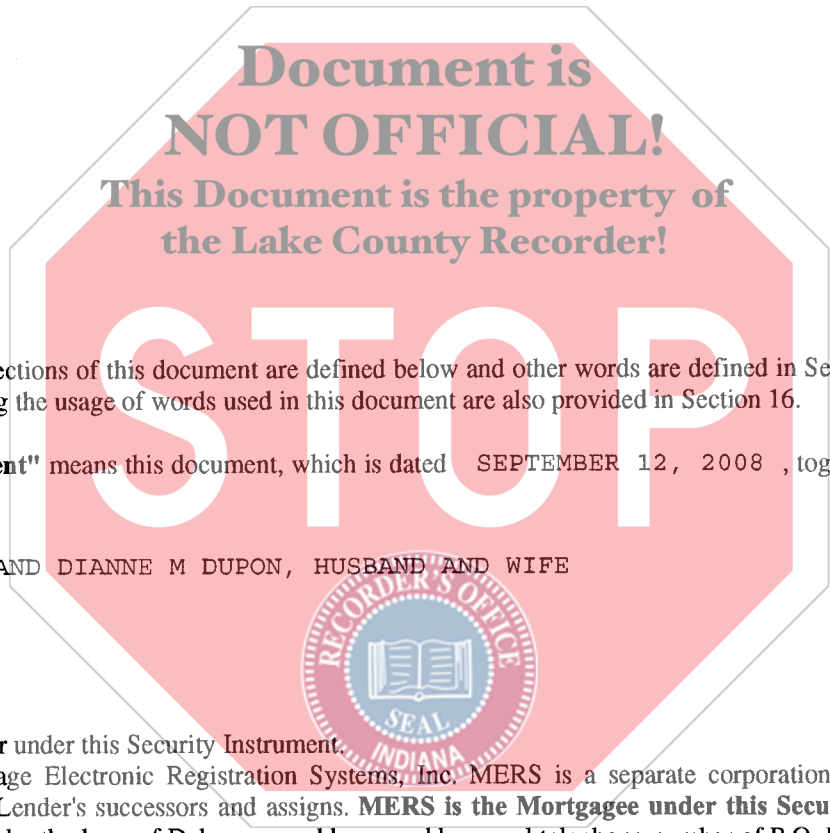 Document is
NOT OFFICIAL!
This Document is the property of
the Lake County Recorder!
STOP
ections of this document are defined below and other words are defined in Se
g the usage of words used in this document are also provided in Section 16.
ent" means this document, which is dated SEPTEMBER 12, 2008 , tog
AND DIANNE M DUPON, HUSBAND AND WIFE
RECORDER'S OFFICE
SEAL
INDIANA
r under this Security Instrument.
age Electronic Registration Systems, Inc. MERS is a separate corporation
Lender's successors and assigns. MERS is the Mortgagee under this Secu